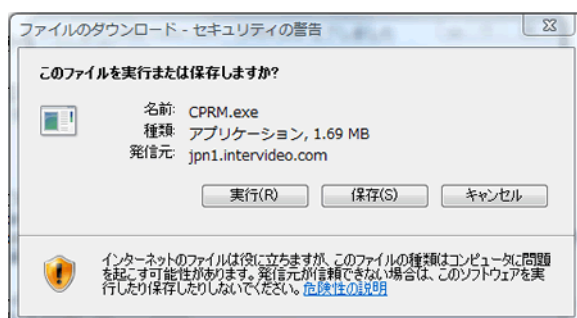 ファイルのダウンロード - セキュリティの警告
このファイルを実行または保存しますか?
名前: CPRM.exe
種類: アプリケーション, 1.69 MB
発信元: jpn1.intervideo.com
実行(R) 保存(S) キャンセル
インターネットのファイルは役に立ちますが、このファイルの種類はコンピュータに問題
を起こす可能性があります。発信元が信頼できない場合は、このソフトウェアを実
行したり保存したりしないでください。危険性の説明